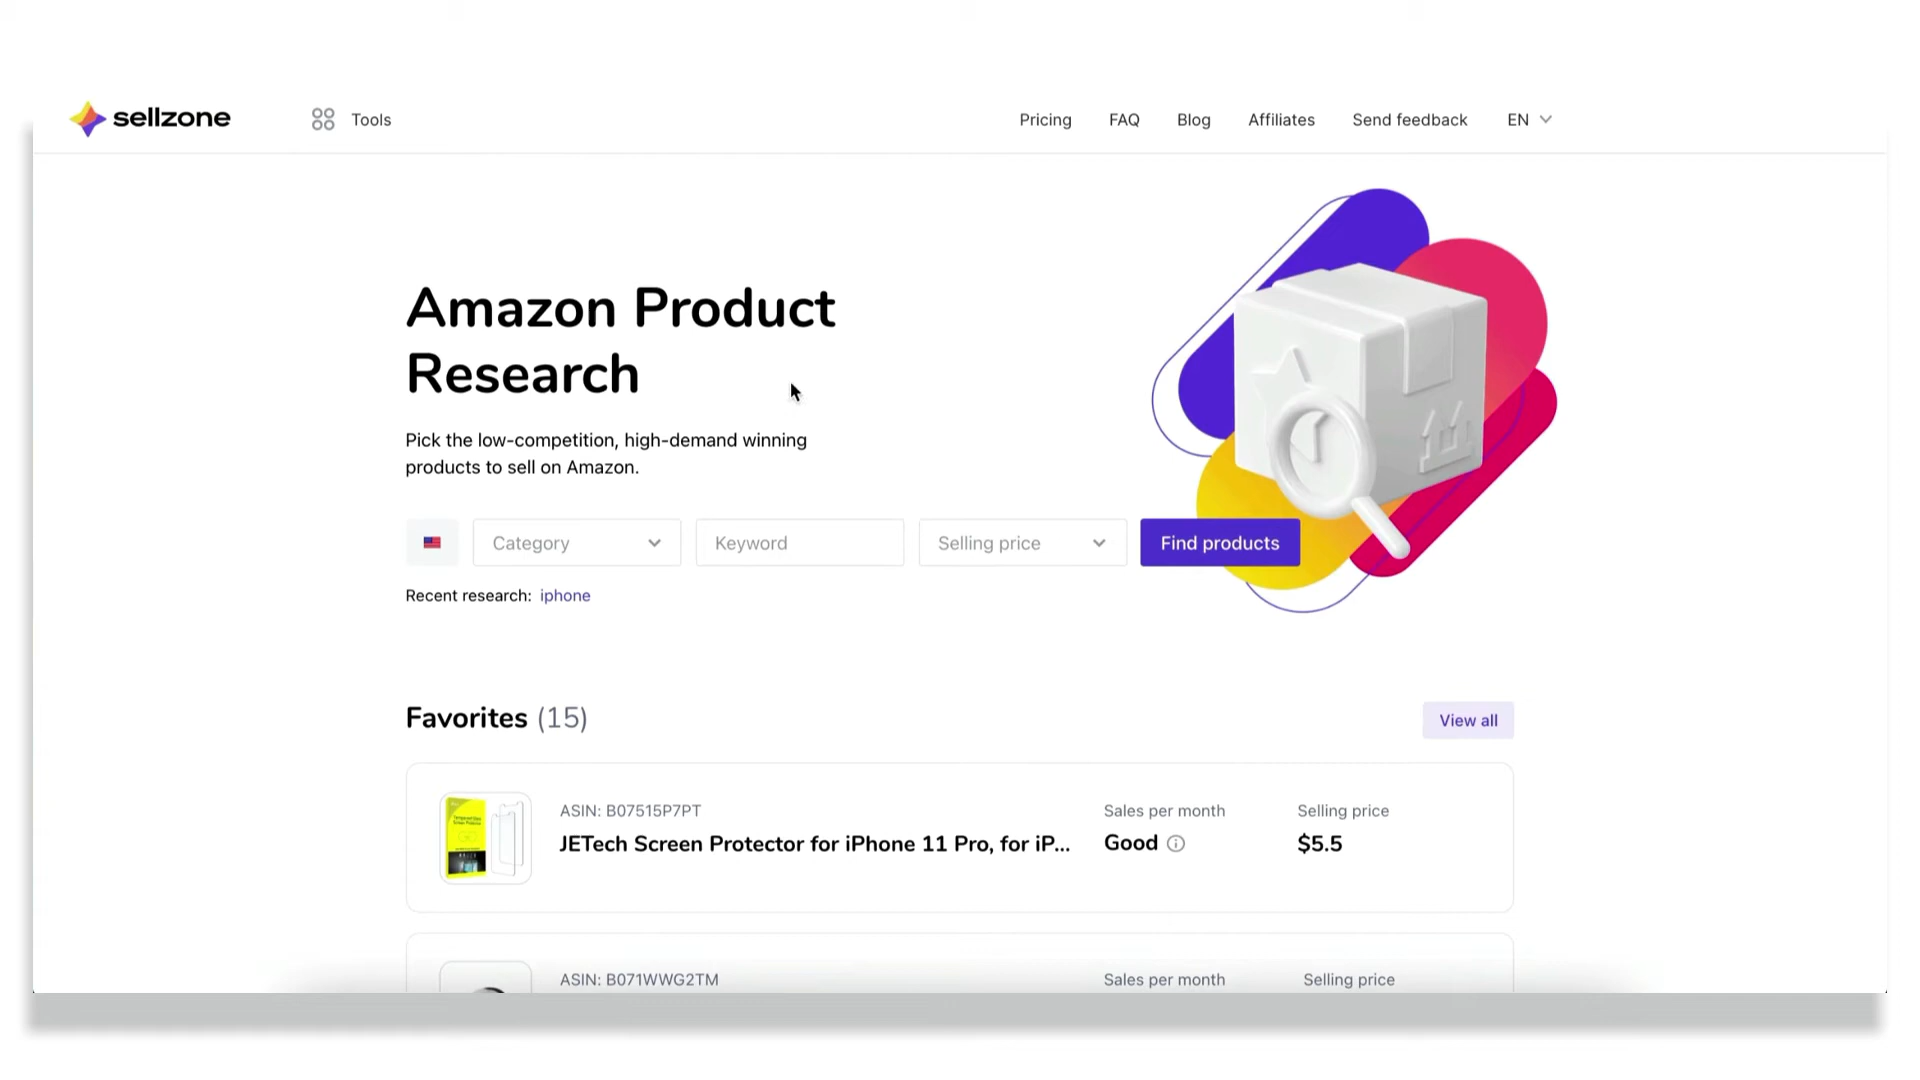 sellzone
Tools
Pricing
FAQ
Blog
Affiliates
Send feedback
EN
Amazon Product
Research
Pick the low-competition, high-demand winning
products to sell on Amazon.
Category
Keyword
Selling price
Find products
Recent research: iphone
Favorites (15)
View all
ASIN: B07515P7PT
Sales per month
Selling price
JETech Screen Protector for iPhone 11 Pro, for iP...
Good
$5.5
ASIN: B071WWG2TM
Sales per month
Selling price